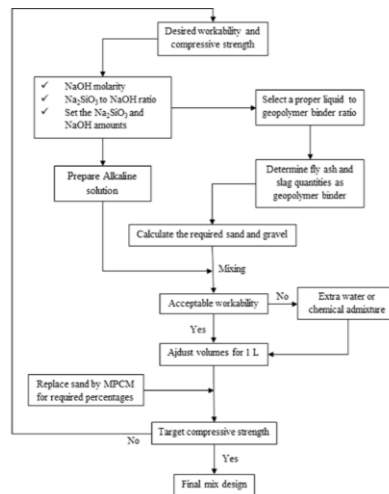 Desired workability and
compressive strength
✓ NaOH molarity
✓ Na₂SiO₃ to NaOH ratio
✓ Set the Na₂SiO₃ and
NaOH amounts
Select a proper liquid to
geopolymer binder ratio
Prepare Alkaline
solution
Determine fly ash and
slag quantities as
geopolymer binder
Calculate the required sand and gravel
Mixing
Acceptable workability
No
Extra water or
chemical admixture
Yes
Ajdust volumes for 1 L
Replace sand by MPCM
for required percentages
No
Target compressive strength
Yes
Final mix design